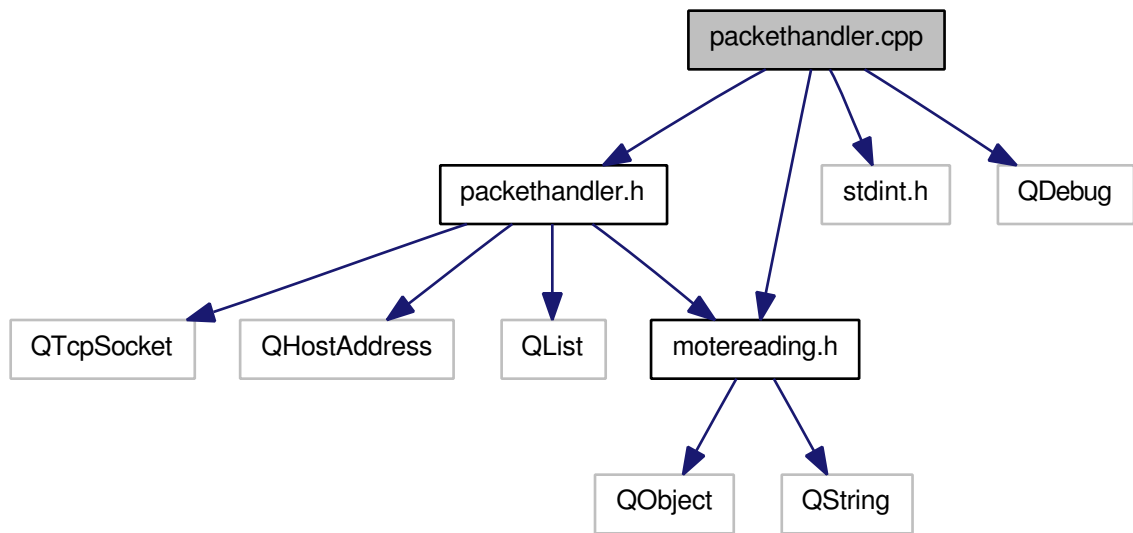 packethandler.cpp
packethandler.h
stdint.h
QDebug
QTcpSocket
QHostAddress
QList
motereading.h
QObject
QString